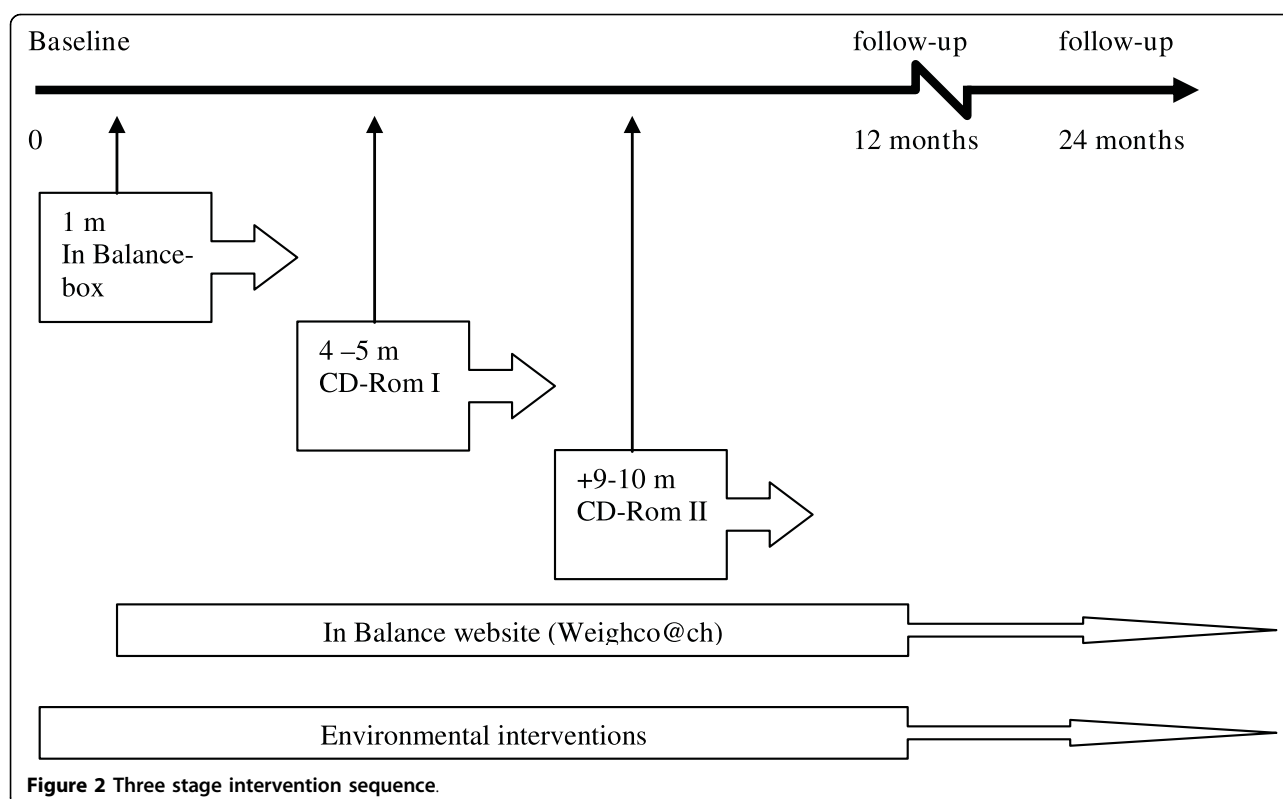 Baseline follow-up follow-up
0 12 months 24 months
1 m
In Balance-
box
4 –5 m
CD-Rom I
+9-10 m
CD-Rom II
In Balance website (Weighco@ch)
Environmental interventions
Figure 2 Three stage intervention sequence.